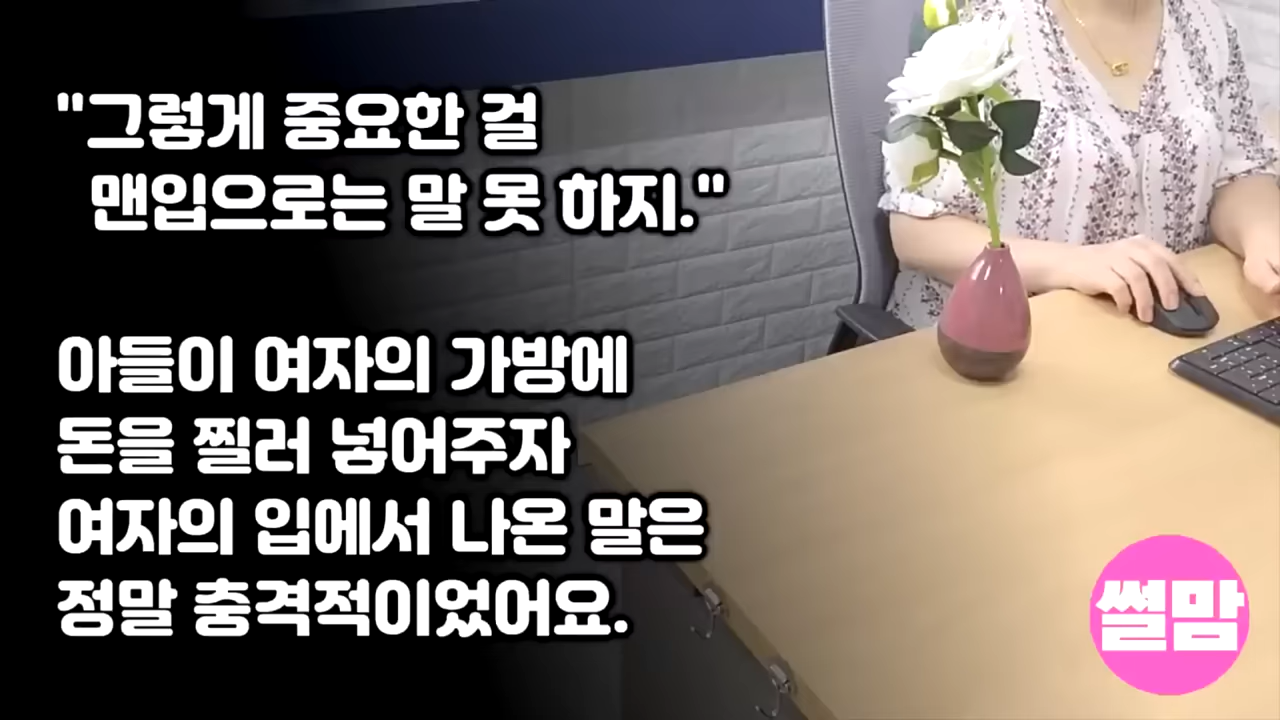 "그렇게 중요한 걸
맨입으로는 말 못 하지."
아들이 여자의 가방에
돈을 찔러 넣어주자
여자의 입에서 나온 말은
정말 충격적이었어요.
썰맘